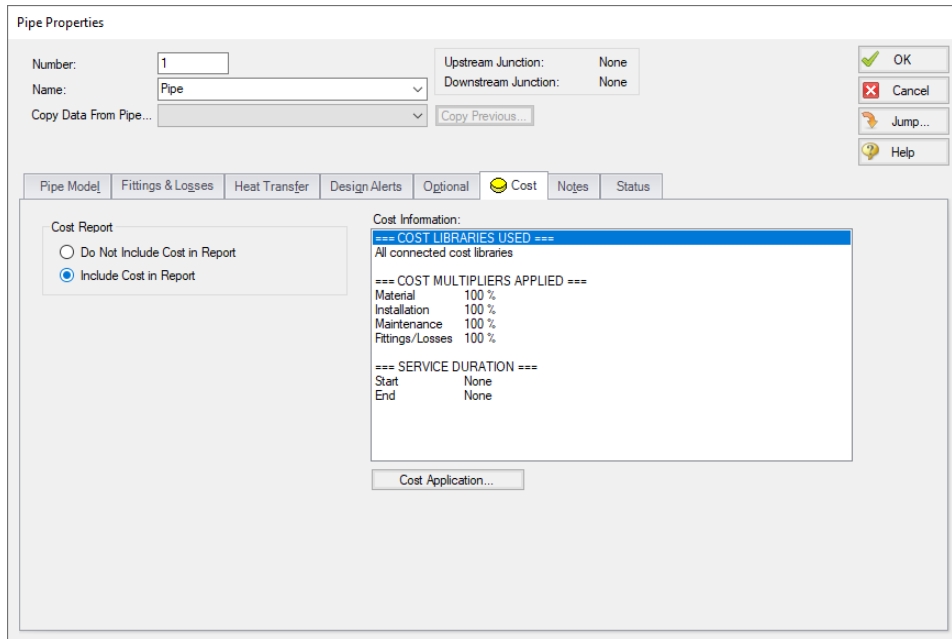 Pipe Properties
Number: 1
Upstream Junction: None
OK
Name: Pipe
Downstream Junction: None
Cancel
Copy Data From Pipe...
Copy Previous...
Jump...
Help
Pipe Model Fittings & Losses Heat Transfer Design Alerts Optional Cost Notes Status
Cost Report
Do Not Include Cost in Report
Include Cost in Report
Cost Information:
=== COST LIBRARIES USED ===
All connected cost libraries
=== COST MULTIPLIERS APPLIED ===
Material 100 %
Installation 100 %
Maintenance 100 %
Fittings/Losses 100 %
=== SERVICE DURATION ===
Start None
End None
Cost Application...